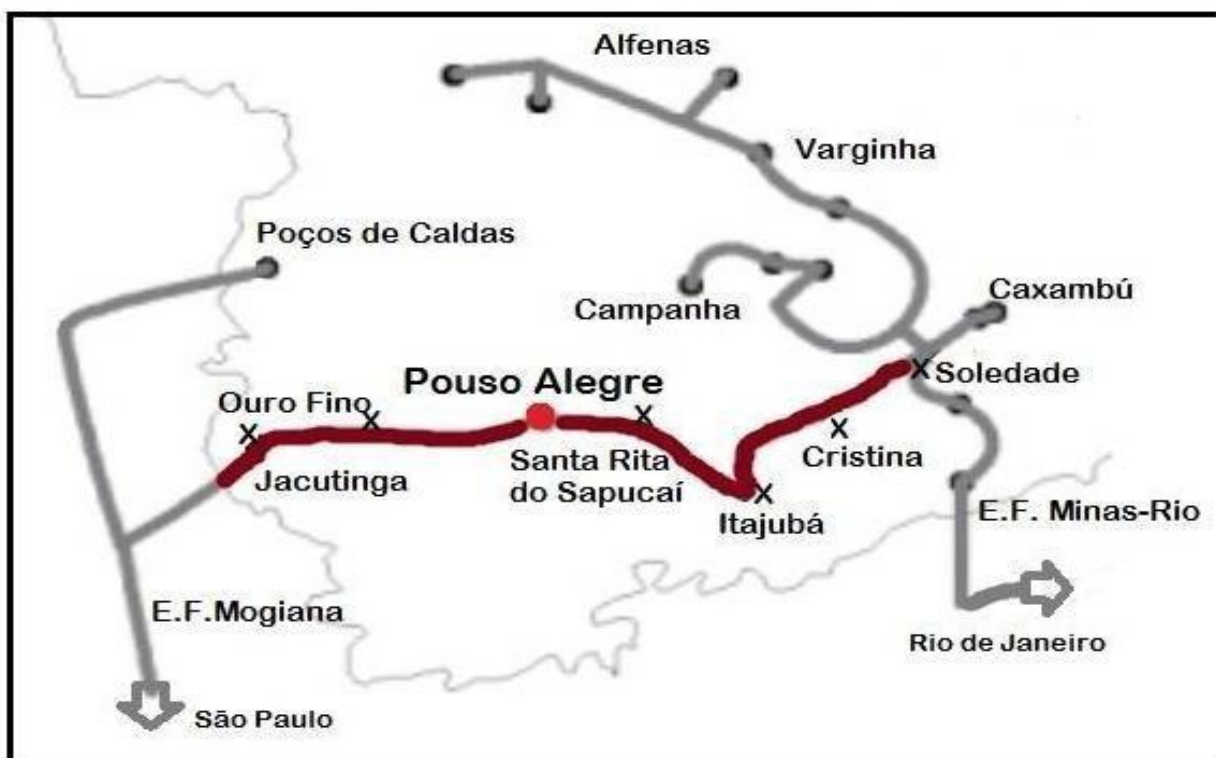 Alfenas
Varginha
Poços de Caldas
Caxambú
Campanha
Pouso Alegre
Soledade
Ouro Fino
Cristina
Santa Rita
do Sapucaí
Jacutinga
Itajubá
E.F. Minas-Rio
E.F.Mogiana
Rio de Janeiro
São Paulo